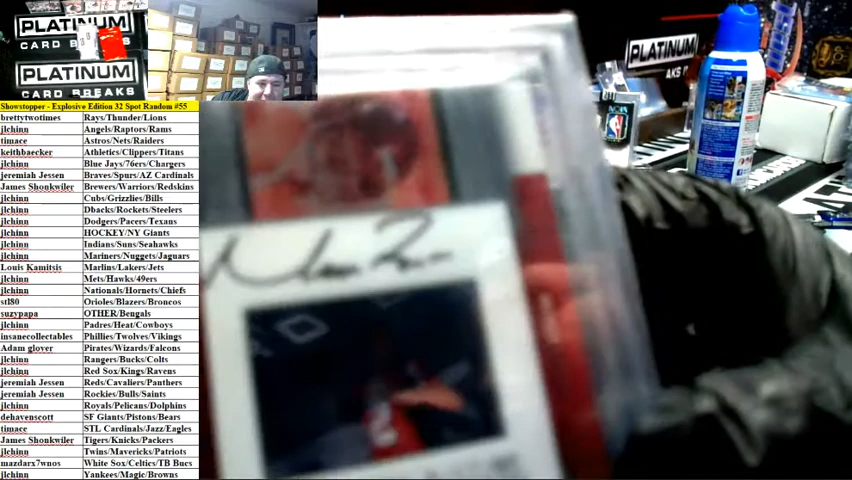 PLATINUM
CARD BREAKS
PLATINUM
CARD BREAKS
PLATINUM
NBA
Showstopper - Explosive Edition 32 Spot Random #55
brettytwotimes Rays/Thunder/Lions
jlchinn Angels/Raptors/Rams
timace Astros/Nets/Raiders
keithbaecker Athletics/Clippers/Titans
jlchinn Blue Jays/76ers/Chargers
jeremiah Jessen Braves/Spurs/AZ Cardinals
James Shonkwiler Brewers/Warriors/Redskins
jlchinn Cubs/Grizzlies/Bills
jlchinn Dbacks/Rockets/Steelers
jlchinn Dodgers/Pacers/Texans
jlchinn HOCKEY/NY Giants
jlchinn Indians/Suns/Seahawks
jlchinn Mariners/Nuggets/Jaguars
Louis Kamitsis Marlins/Lakers/Jets
jlchinn Mets/Hawks/49ers
jlchinn Nationals/Hornets/Chiefs
stl80 Orioles/Blazers/Broncos
suzypapa OTHER/Bengals
jlchinn Padres/Heat/Cowboys
insanecollectables Phillies/Twolves/Vikings
Adam glover Pirates/Wizards/Falcons
jlchinn Rangers/Bucks/Colts
jlchinn Red Sox/Kings/Ravens
jeremiah Jessen Reds/Cavaliers/Panthers
jeremiah Jessen Rockies/Bulls/Saints
jlchinn Royals/Pelicans/Dolphins
dehavenscott SF Giants/Pistons/Bears
timace STL Cardinals/Jazz/Eagles
James Shonkwiler Tigers/Knicks/Packers
jlchinn Twins/Mavericks/Patriots
mazdarx7wnos White Sox/Celtics/TB Bucs
jlchinn Yankees/Magic/Browns